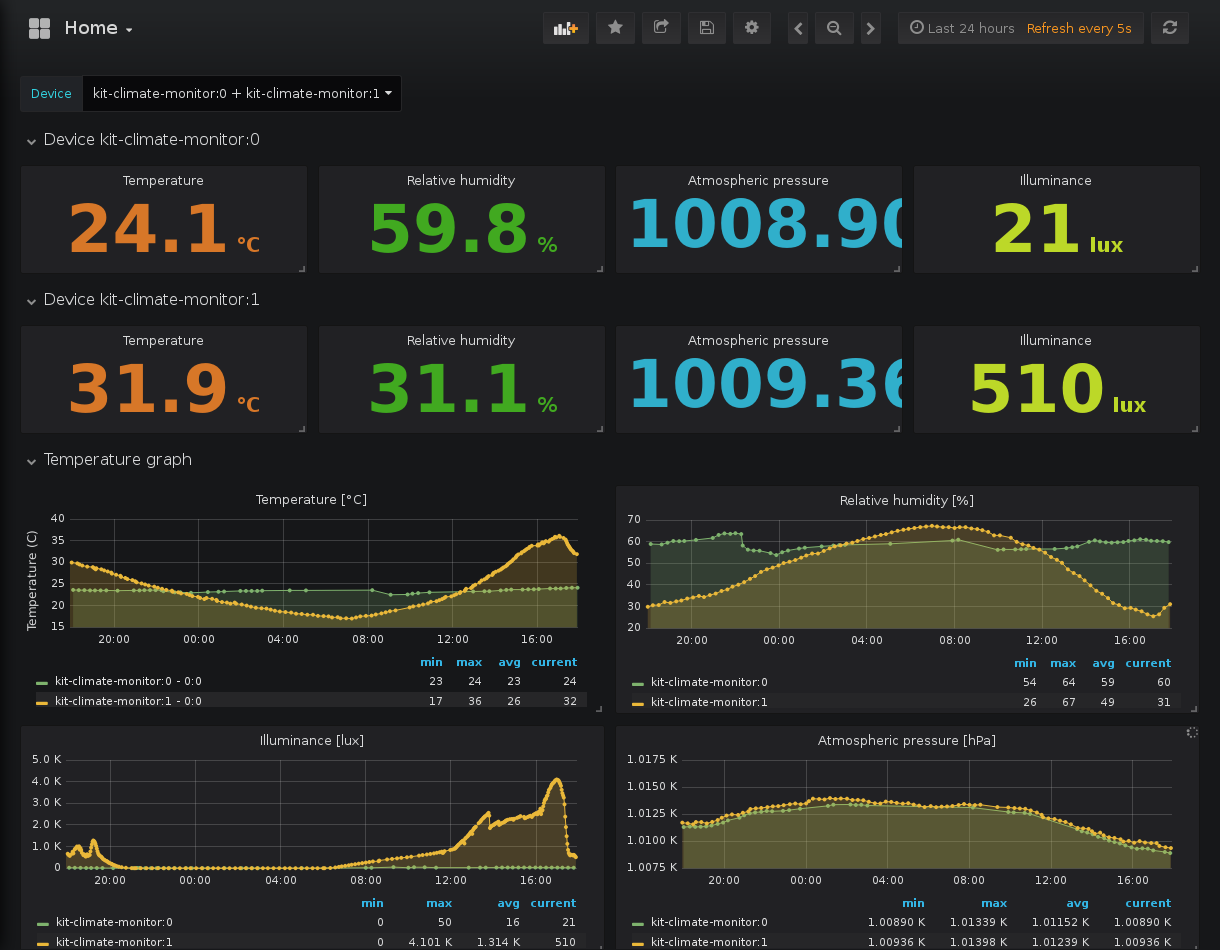 Home
Last 24 hours Refresh every 5s
Device kit-climate-monitor:0 + kit-climate-monitor:1
Device kit-climate-monitor:0
Temperature Relative humidity Atmospheric pressure Illuminance
24.1 °C 59.8 % 1008.90 21 lux
Device kit-climate-monitor:1
Temperature Relative humidity Atmospheric pressure Illuminance
31.9 °C 31.1 % 1009.36 510 lux
Temperature graph
Temperature [°C]
Temperature (C)
40
35
30
25
20
15
20:00 00:00 04:00 08:00 12:00 16:00
min max avg current
kit-climate-monitor:0 - 0:0 23 24 23 24
kit-climate-monitor:1 - 0:0 17 36 26 32
Relative humidity [%]
70
60
50
40
30
20
20:00 00:00 04:00 08:00 12:00 16:00
min max avg current
kit-climate-monitor:0 54 64 59 60
kit-climate-monitor:1 26 67 49 31
Illuminance [lux]
5.0 K
4.0 K
3.0 K
2.0 K
1.0 K
0
20:00 00:00 04:00 08:00 12:00 16:00
min max avg current
kit-climate-monitor:0 0 50 16 21
kit-climate-monitor:1 0 4.101 K 1.314 K 510
Atmospheric pressure [hPa]
1.0175 K
1.0150 K
1.0125 K
1.0100 K
1.0075 K
20:00 00:00 04:00 08:00 12:00 16:00
min max avg current
kit-climate-monitor:0 1.00890 K 1.01339 K 1.01152 K 1.00890 K
kit-climate-monitor:1 1.00936 K 1.01398 K 1.01239 K 1.00936 K